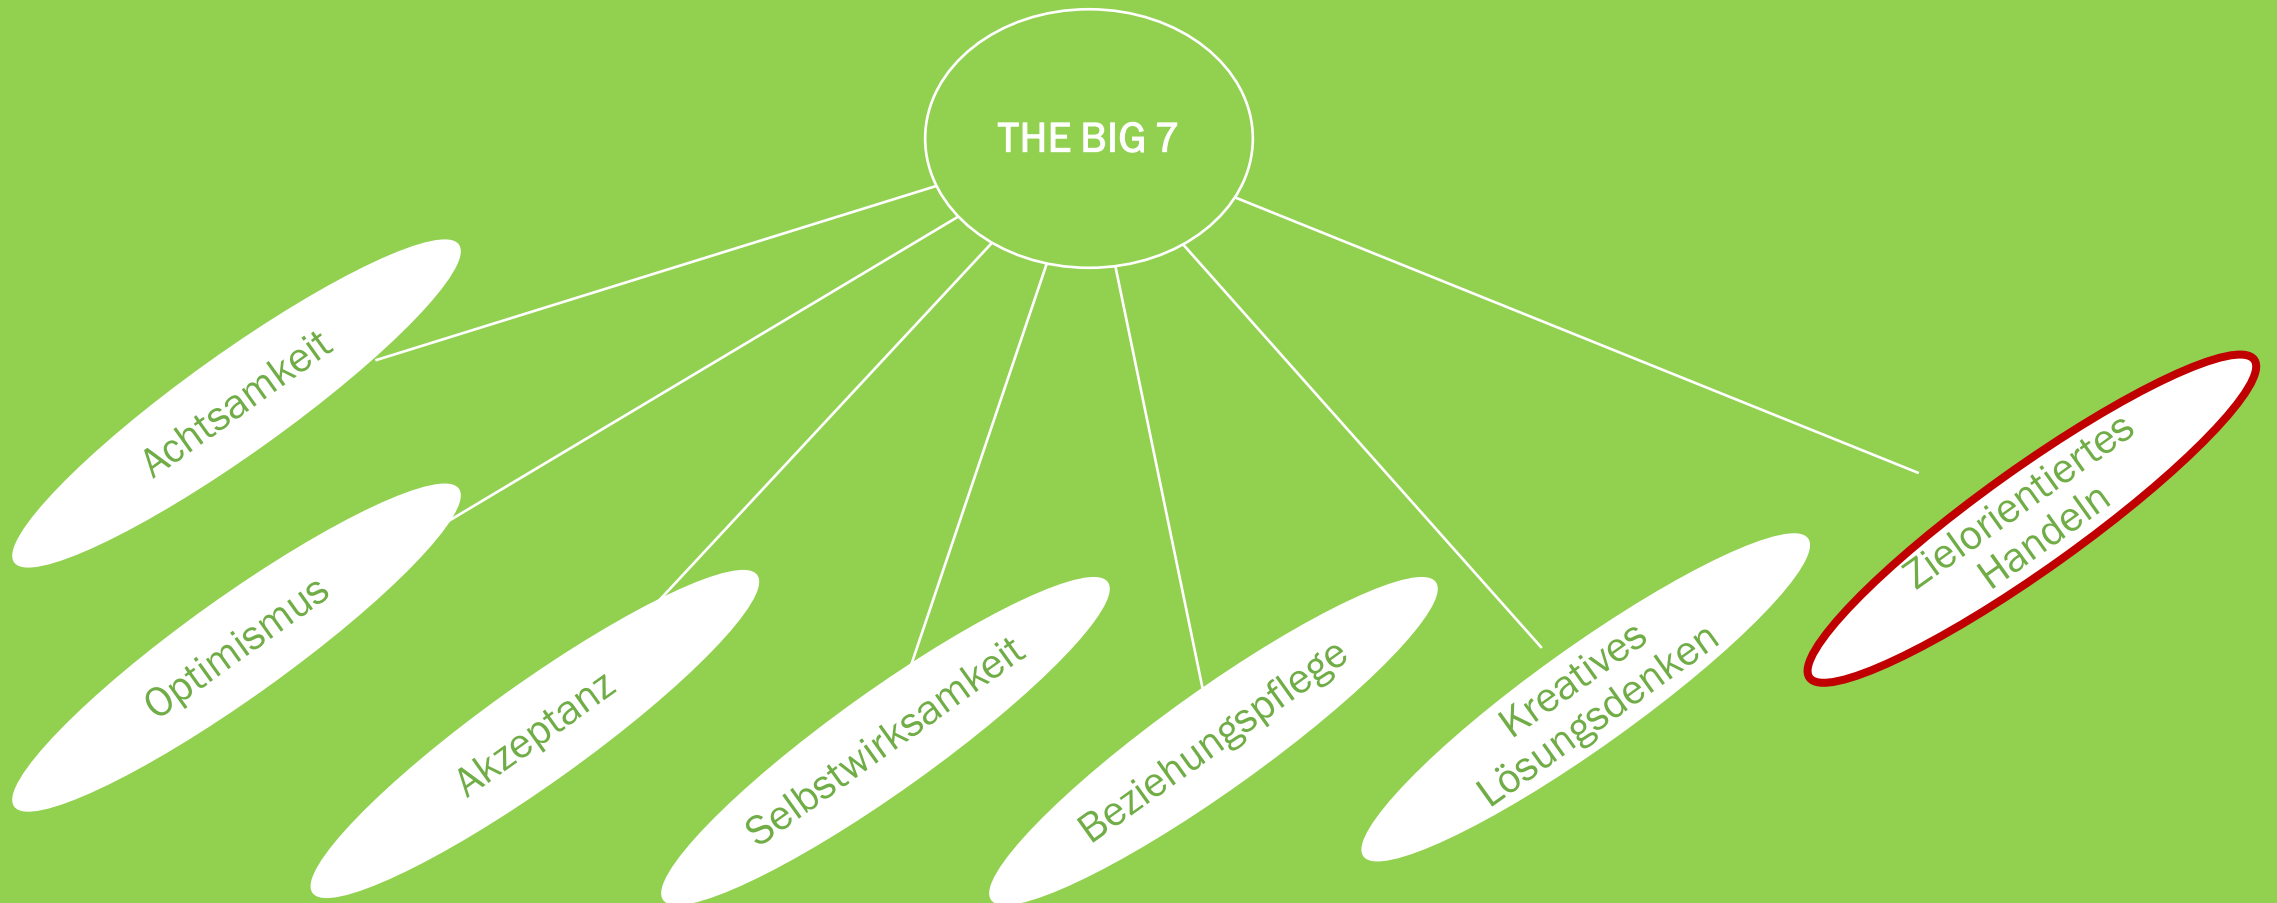 THE BIG 7
Achtsamkeit
Optimismus
Akzeptanz
Selbstwirksamkeit
Beziehungspflege
Kreatives
Lösungsdenken
Zielorientiertes
Handeln